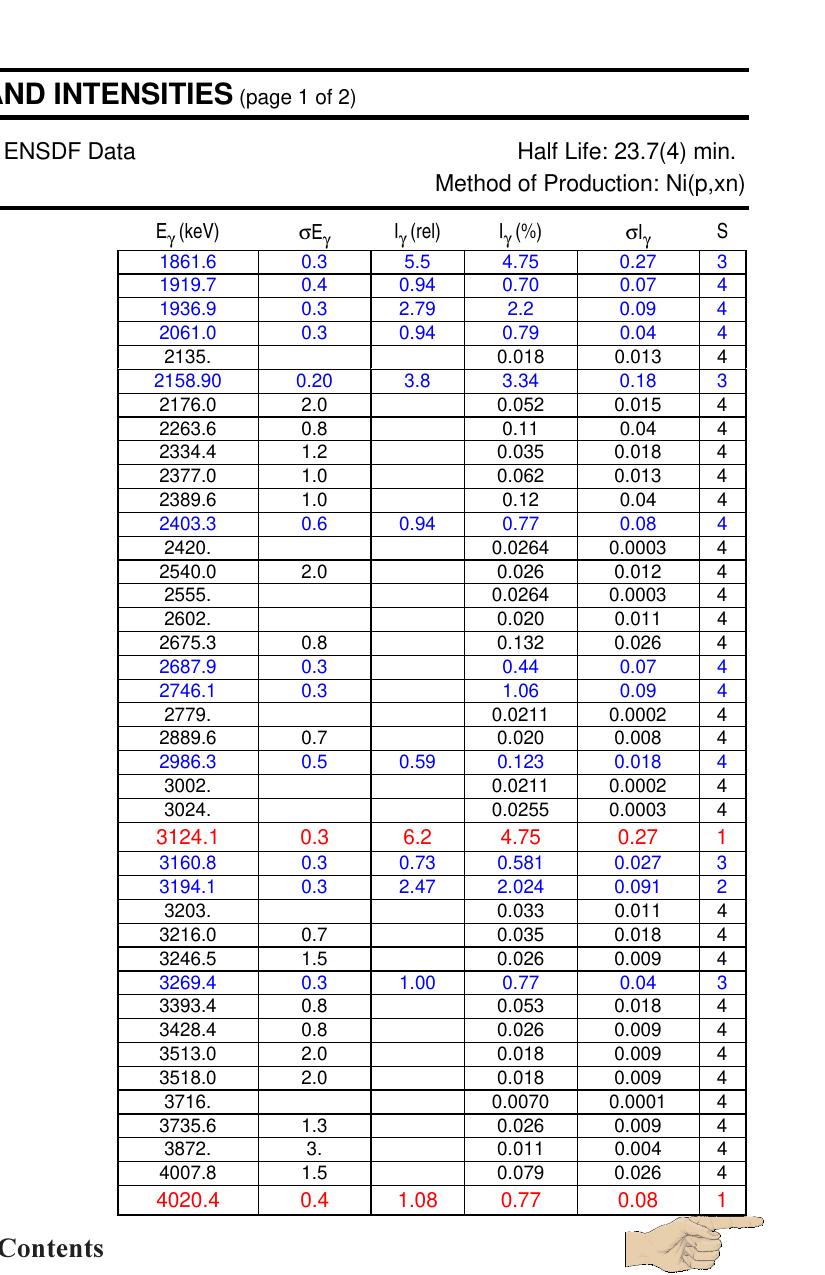 AND INTENSITIES (page 1 of 2)
ENSDF Data Half Life: 23.7(4) min.
Method of Production: Ni(p,xn)
Eγ (keV) σEγ Iγ (rel) Iγ (%) σIγ S
1861.6 0.3 5.5 4.75 0.27 3
1919.7 0.4 0.94 0.70 0.07 4
1936.9 0.3 2.79 2.2 0.09 4
2061.0 0.3 0.94 0.79 0.04 4
2135. 0.018 0.013 4
2158.90 0.20 3.8 3.34 0.18 3
2176.0 2.0 0.052 0.015 4
2263.6 0.8 0.11 0.04 4
2334.4 1.2 0.035 0.018 4
2377.0 1.0 0.062 0.013 4
2389.6 1.0 0.12 0.04 4
2403.3 0.6 0.94 0.77 0.08 4
2420. 0.0264 0.0003 4
2540.0 2.0 0.026 0.012 4
2555. 0.0264 0.0003 4
2602. 0.020 0.011 4
2675.3 0.8 0.132 0.026 4
2687.9 0.3 0.44 0.07 4
2746.1 0.3 1.06 0.09 4
2779. 0.0211 0.0002 4
2889.6 0.7 0.020 0.008 4
2986.3 0.5 0.59 0.123 0.018 4
3002. 0.0211 0.0002 4
3024. 0.0255 0.0003 4
3124.1 0.3 6.2 4.75 0.27 1
3160.8 0.3 0.73 0.581 0.027 3
3194.1 0.3 2.47 2.024 0.091 2
3203. 0.033 0.011 4
3216.0 0.7 0.035 0.018 4
3246.5 1.5 0.026 0.009 4
3269.4 0.3 1.00 0.77 0.04 3
3393.4 0.8 0.053 0.018 4
3428.4 0.8 0.026 0.009 4
3513.0 2.0 0.018 0.009 4
3518.0 2.0 0.018 0.009 4
3716. 0.0070 0.0001 4
3735.6 1.3 0.026 0.009 4
3872. 3. 0.011 0.004 4
4007.8 1.5 0.079 0.026 4
4020.4 0.4 1.08 0.77 0.08 1
Contents